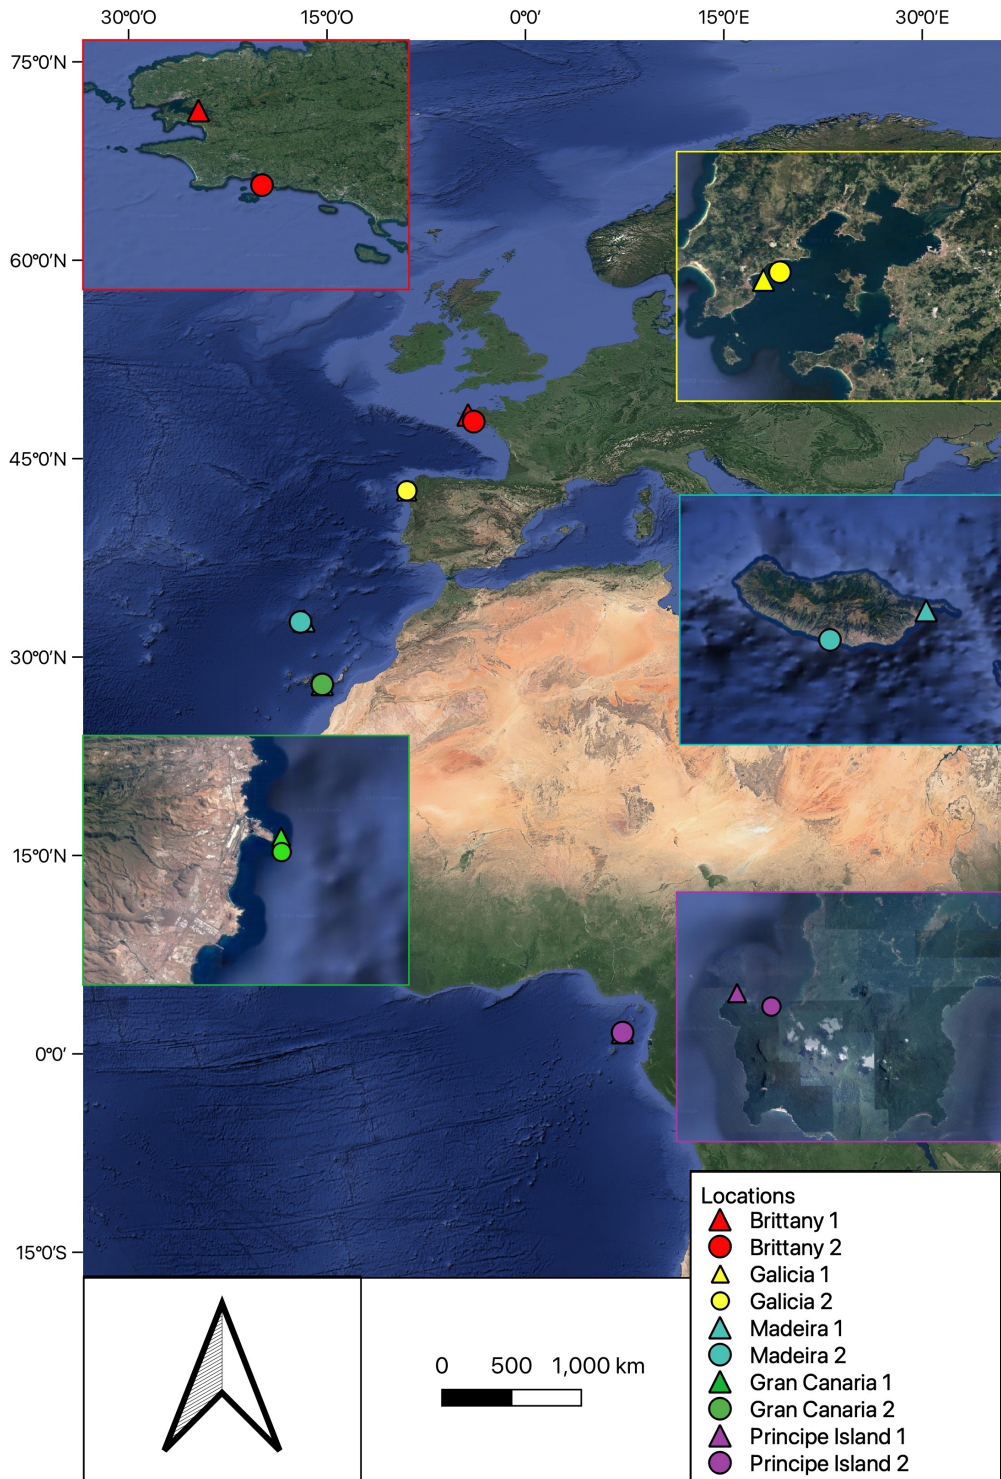 30°0′0 15°0′0 0°0′ 15°0′E 30°0′E
75°0′N
60°0′N
45°0′N
30°0′N
15°0′N
0°0′
15°0′S
Locations
Brittany 1
Brittany 2
Galicia 1
Galicia 2
Madeira 1
Madeira 2
Gran Canaria 1
Gran Canaria 2
Principe Island 1
Principe Island 2
0 500 1,000 km